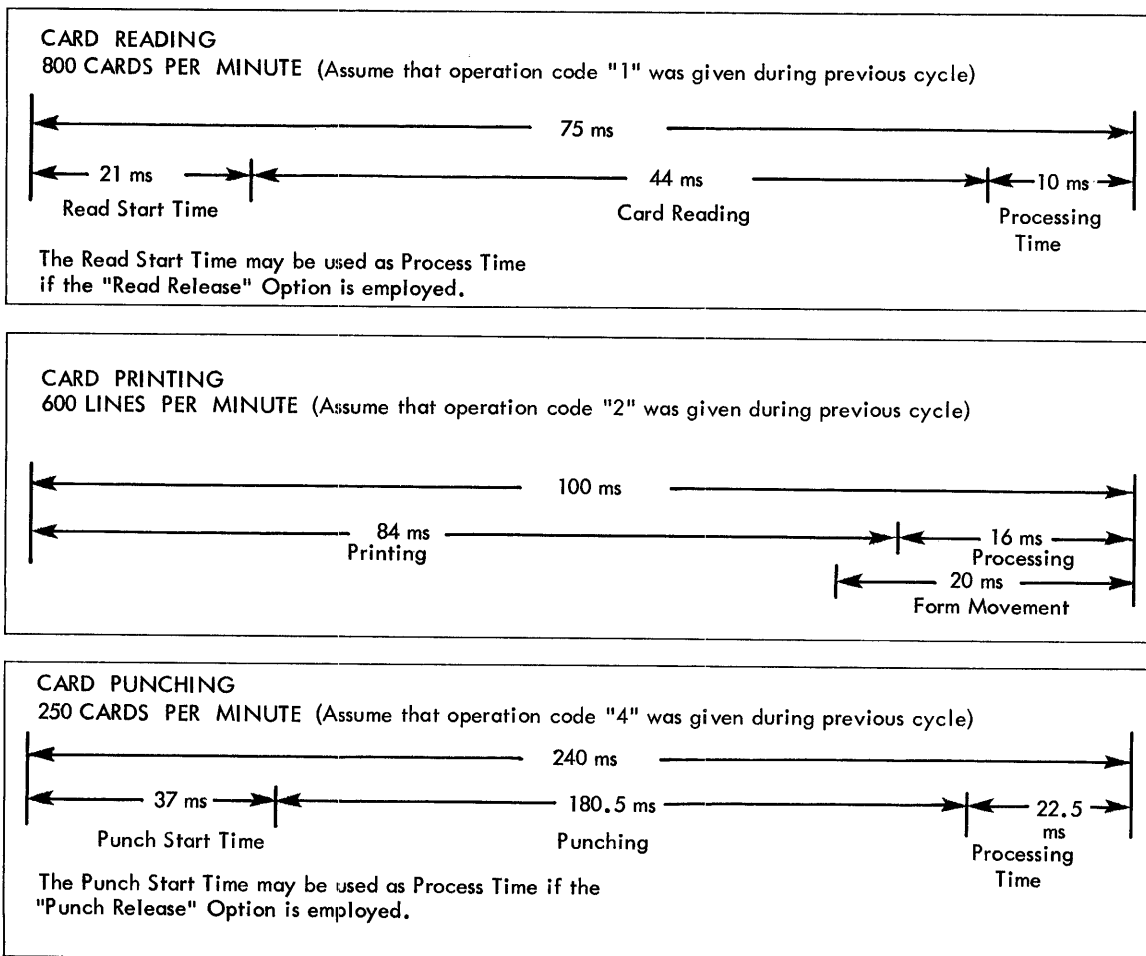 CARD READING
800 CARDS PER MINUTE (Assume that operation code "1" was given during previous cycle)
75 ms
21 ms
44 ms
10 ms
Read Start Time
Card Reading
Processing
Time
The Read Start Time may be used as Process Time
if the "Read Release" Option is employed.
CARD PRINTING
600 LINES PER MINUTE (Assume that operation code "2" was given during previous cycle)
100 ms
84 ms
Printing
16 ms
Processing
20 ms
Form Movement
CARD PUNCHING
250 CARDS PER MINUTE (Assume that operation code "4" was given during previous cycle)
240 ms
37 ms
180.5 ms
22.5
ms
Punch Start Time
Punching
Processing
Time
The Punch Start Time may be used as Process Time if the
"Punch Release" Option is employed.